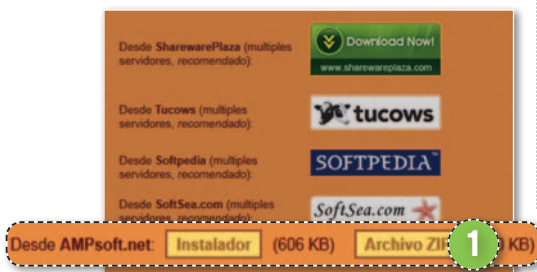 Desde SharewarePlaza (multiples
servidores, recomendado):
Download Now!
www.sharewareplaza.com
Desde Tucows (multiples
servidores, recomendado):
tucows
Desde Softpedia (multiples
servidores, recomendado):
SOFTPEDIA™
Desde SoftSea.com (multiples
servidores, recomendado):
SoftSea.com
Desde AMPsoft.net: Instalador (606 KB) Archivo ZIP KB)
1